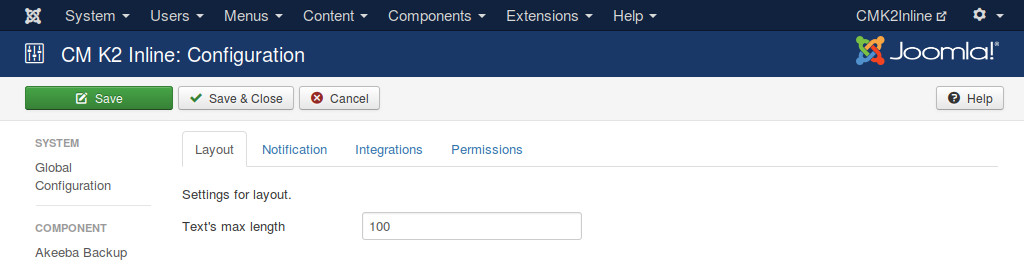 System Users Menus Content Components Extensions Help CMK2Inline
CM K2 Inline: Configuration Joomla!®
Save Save & Close Cancel Help
SYSTEM
Layout Notification Integrations Permissions
Global
Configuration
Settings for layout.
Text's max length 100
COMPONENT
Akeeba Backup